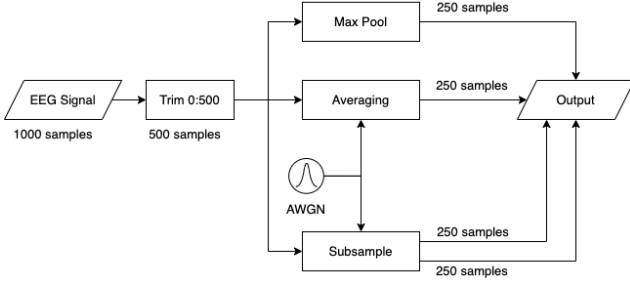 250 samples
Max Pool
250 samples
EEG Signal
Trim 0:500
Averaging
Output
1000 samples
500 samples
AWGN
250 samples
Subsample
250 samples